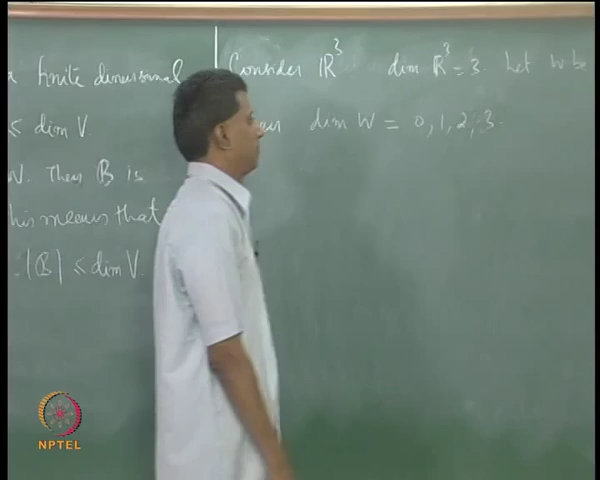 a finite dimensional
≤ dim V
W. Then B is
his means that
|B| ≤ dim V.
Consider ℝ³ dim ℝ³ = 3. Let W be
dim W = 0, 1, 2, 3.
NPTEL